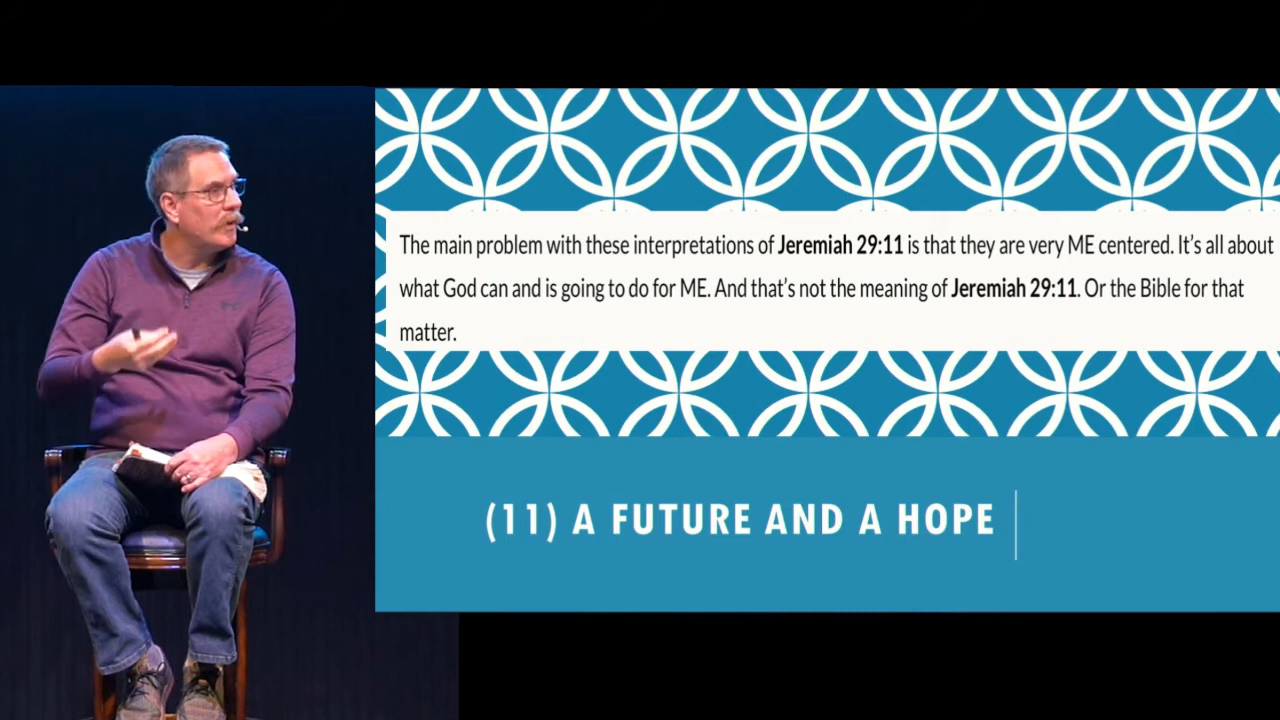 The main problem with these interpretations of Jeremiah 29:11 is that they are very ME centered. It's all about
what God can and is going to do for ME. And that's not the meaning of Jeremiah 29:11. Or the Bible for that
matter.
(11) A FUTURE AND A HOPE